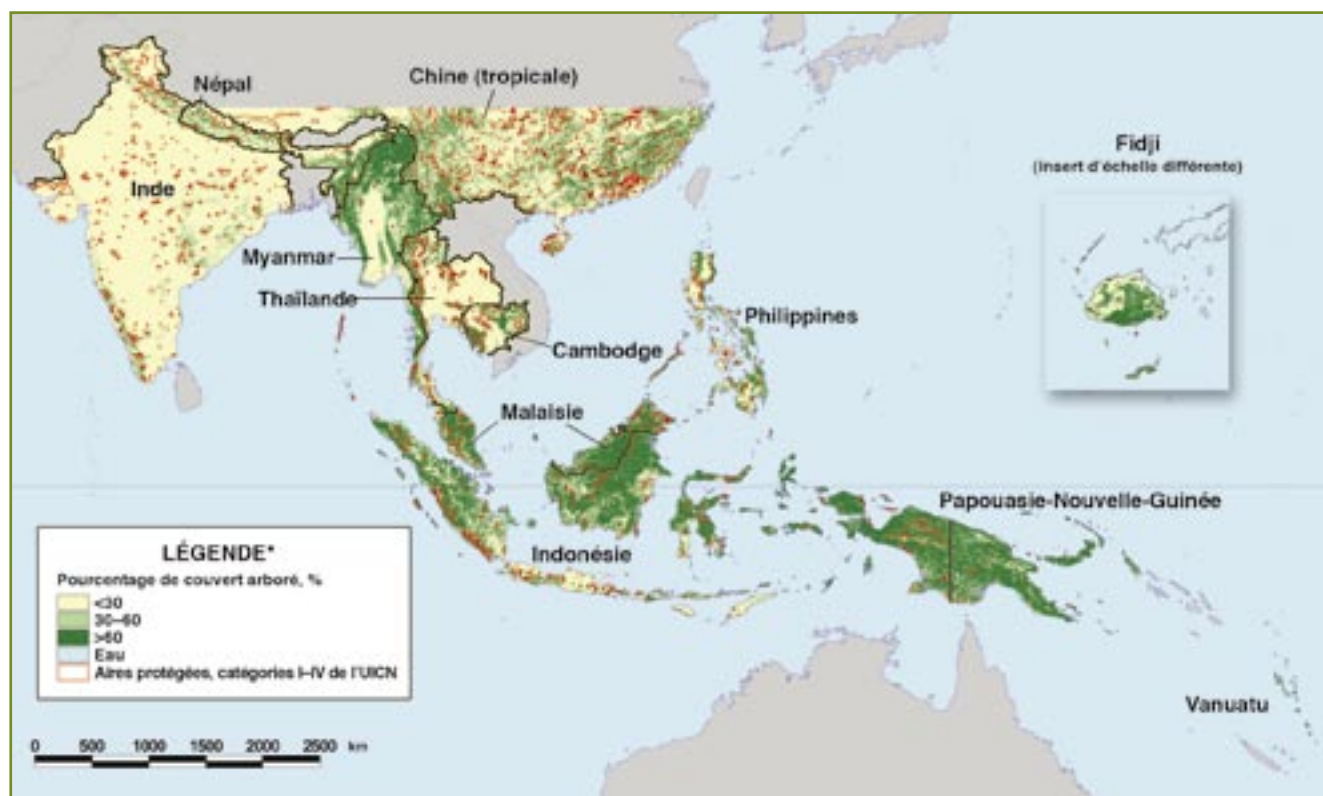 Népal
Chine (tropicale)
Inde
Myanmar
Thaïlande
Cambodge
Philippines
Fidji
(insert d'échelle différente)
Malaisie
Papouasie-Nouvelle-Guinée
Indonésie
Vanuatu
LÉGENDE*
Pourcentage de couvert arboré, %
<30
30–60
>60
Eau
Aires protégées, catégories I–IV de l'UICN
0 500 1000 1500 2000 2500 km